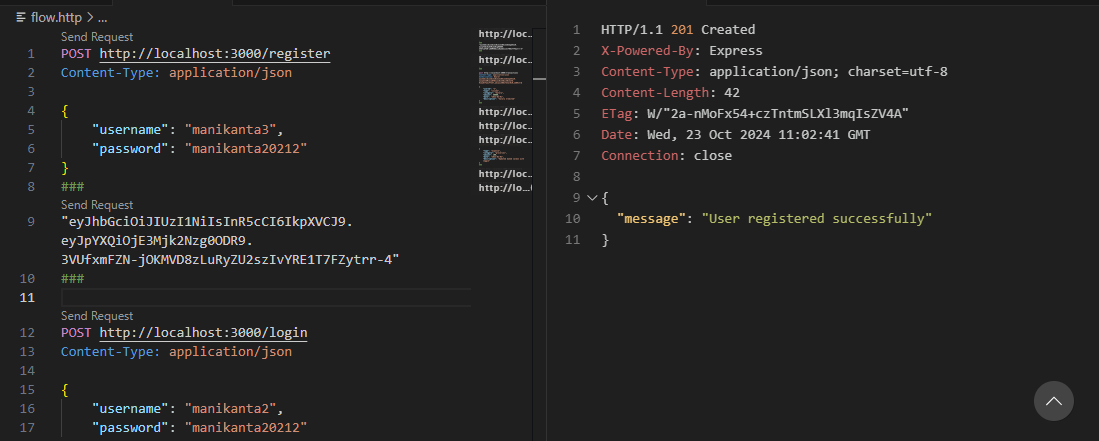 flow.http > ...
Send Request
1 POST http://localhost:3000/register
2 Content-Type: application/json
3
4 {
5 "username": "manikanta3",
6 "password": "manikanta20212"
7 }
8 ###
Send Request
9 "eyJhbGciOiJIUzI1NiIsInR5cCI6IkpXVCJ9.
eyJpYXQiOjE3Mjk2Nzg0ODR9.
3VUfxmFZN-jOKMVD8zLuRyZU2szIvYRE1T7FZytrr-4"
10 ###
11
Send Request
12 POST http://localhost:3000/login
13 Content-Type: application/json
14
15 {
16 "username": "manikanta2",
17 "password": "manikanta20212"
http://loc...
http://loc...
http://loc...
http://loc...
http://loc...
http://loc...
http://lo...
1 HTTP/1.1 201 Created
2 X-Powered-By: Express
3 Content-Type: application/json; charset=utf-8
4 Content-Length: 42
5 ETag: W/"2a-nMoFx54+czTntmSLXl3mqIsZV4A"
6 Date: Wed, 23 Oct 2024 11:02:41 GMT
7 Connection: close
8
9 {
10 "message": "User registered successfully"
11 }